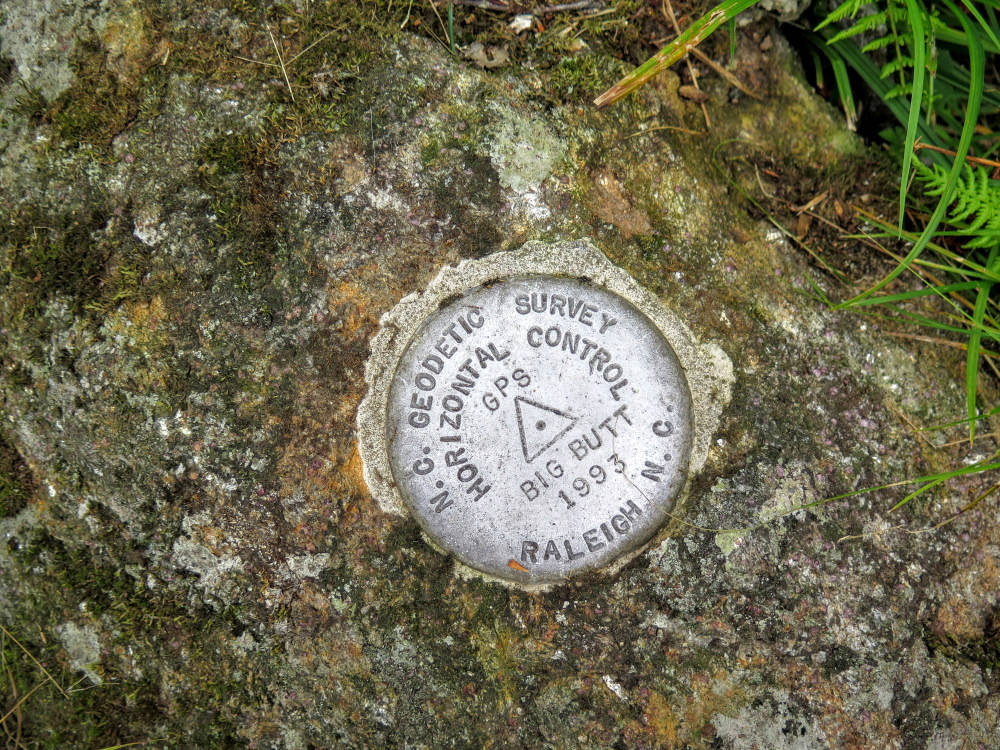 N.C. GEODETIC SURVEY
HORIZONTAL CONTROL
GPS
BIG BUTT
1993
RALEIGH N.C.